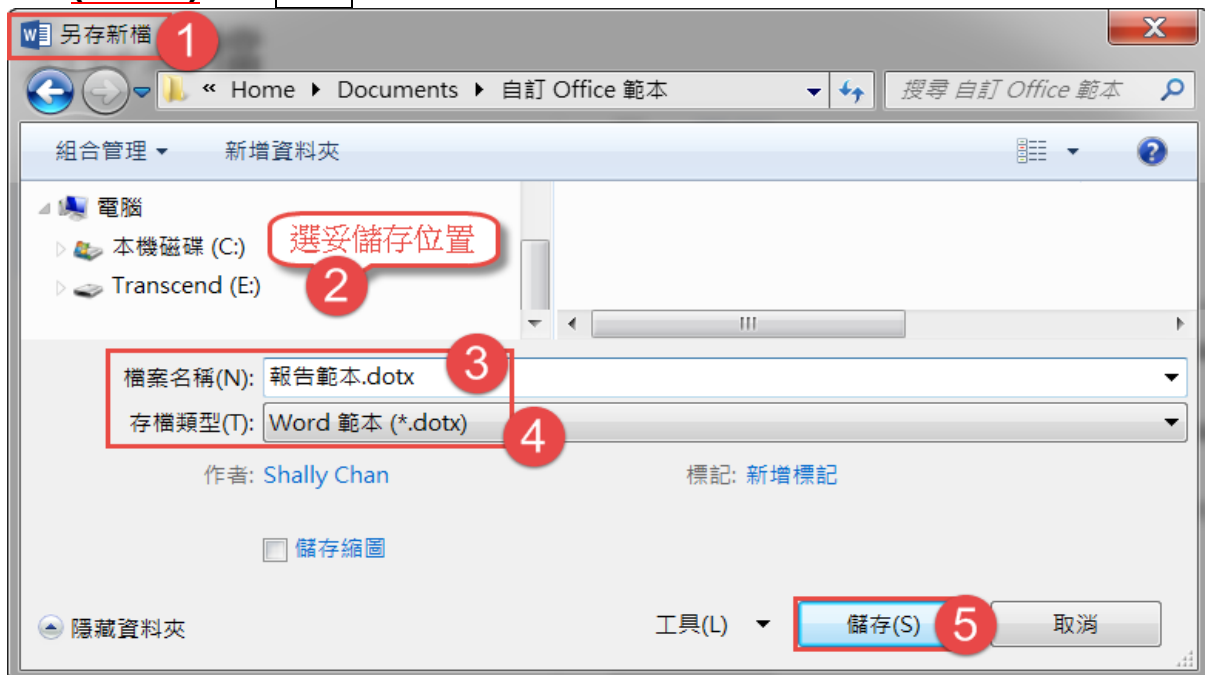 另存新檔 1
« Home ▸ Documents ▸ 自訂 Office 範本 搜尋 自訂 Office 範本
組合管理 新增資料夾
電腦
本機磁碟 (C:) 選妥儲存位置
Transcend (E:) 2
3
檔案名稱(N): 報告範本.dotx
存檔類型(T): Word 範本 (*.dotx) 4
作者: Shally Chan 標記: 新增標記
儲存縮圖
隱藏資料夾 工具(L) 儲存(S) 5 取消